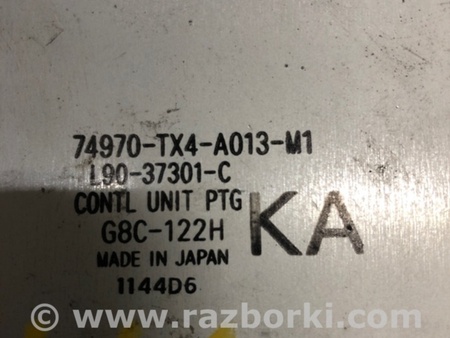 74970-TX4-A013-M1
L90-37301-C
CONTL UNIT PTG
G8C-122H
KA
MADE IN JAPAN
1144D6
© www.razborki.com